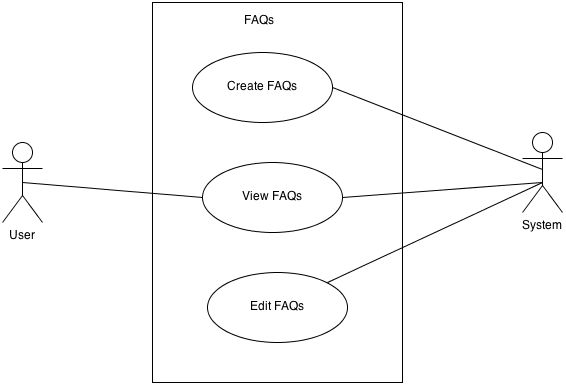 FAQs
Create FAQs
View FAQs
Edit FAQs
User
System